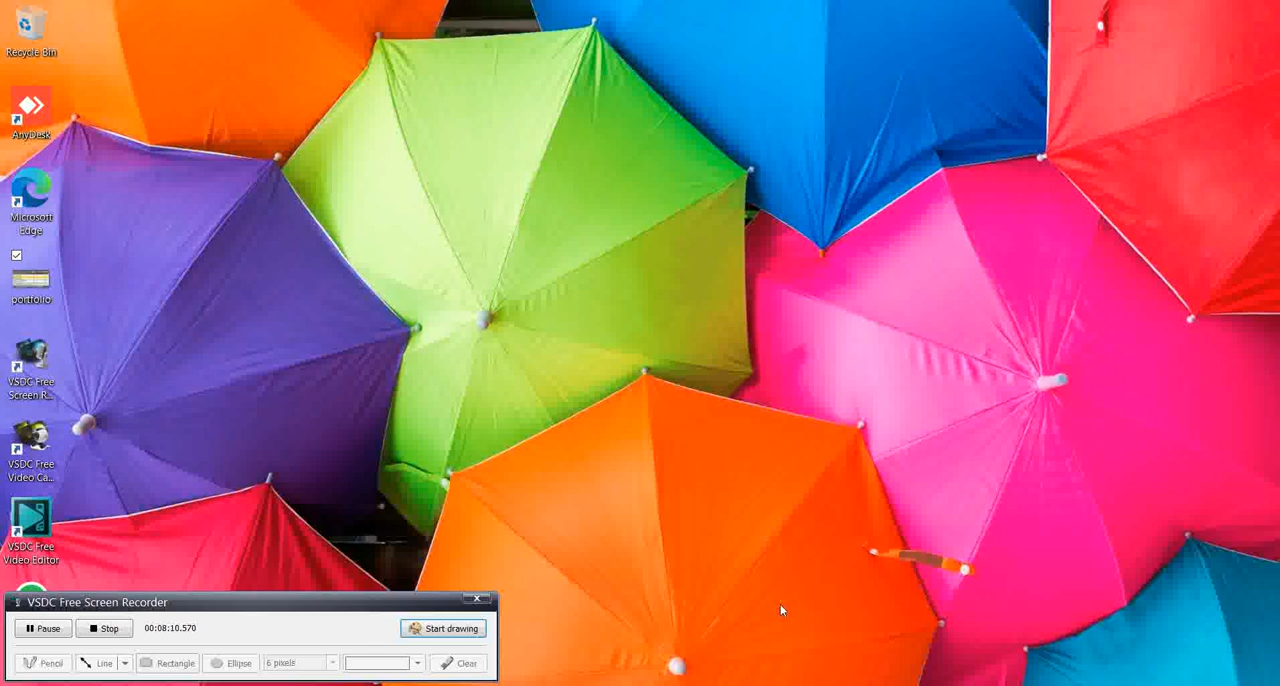 Recycle Bin
AnyDesk
Microsoft
Edge
portfolio
VSDC Free
Screen R...
VSDC Free
Video Ca...
VSDC Free
Video Editor
VSDC Free Screen Recorder
X
Pause
Stop
00:08:10.570
Start drawing
Pencil
Line
Rectangle
Ellipse
6 pixels
Clear